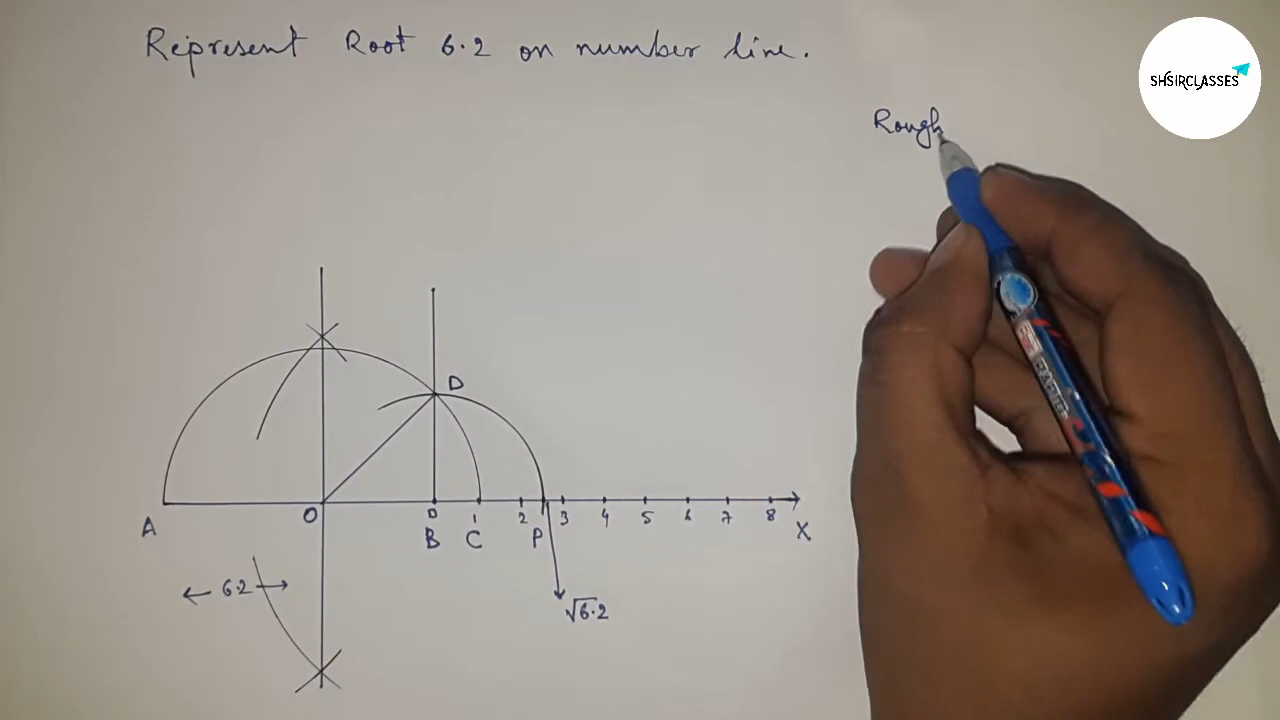 Represent Root 6.2 on number line.
SHSIRCLASSES
Rough
D
A O 0 1 2 3 4 5 6 7 8
B C P X
6.2
√6.2